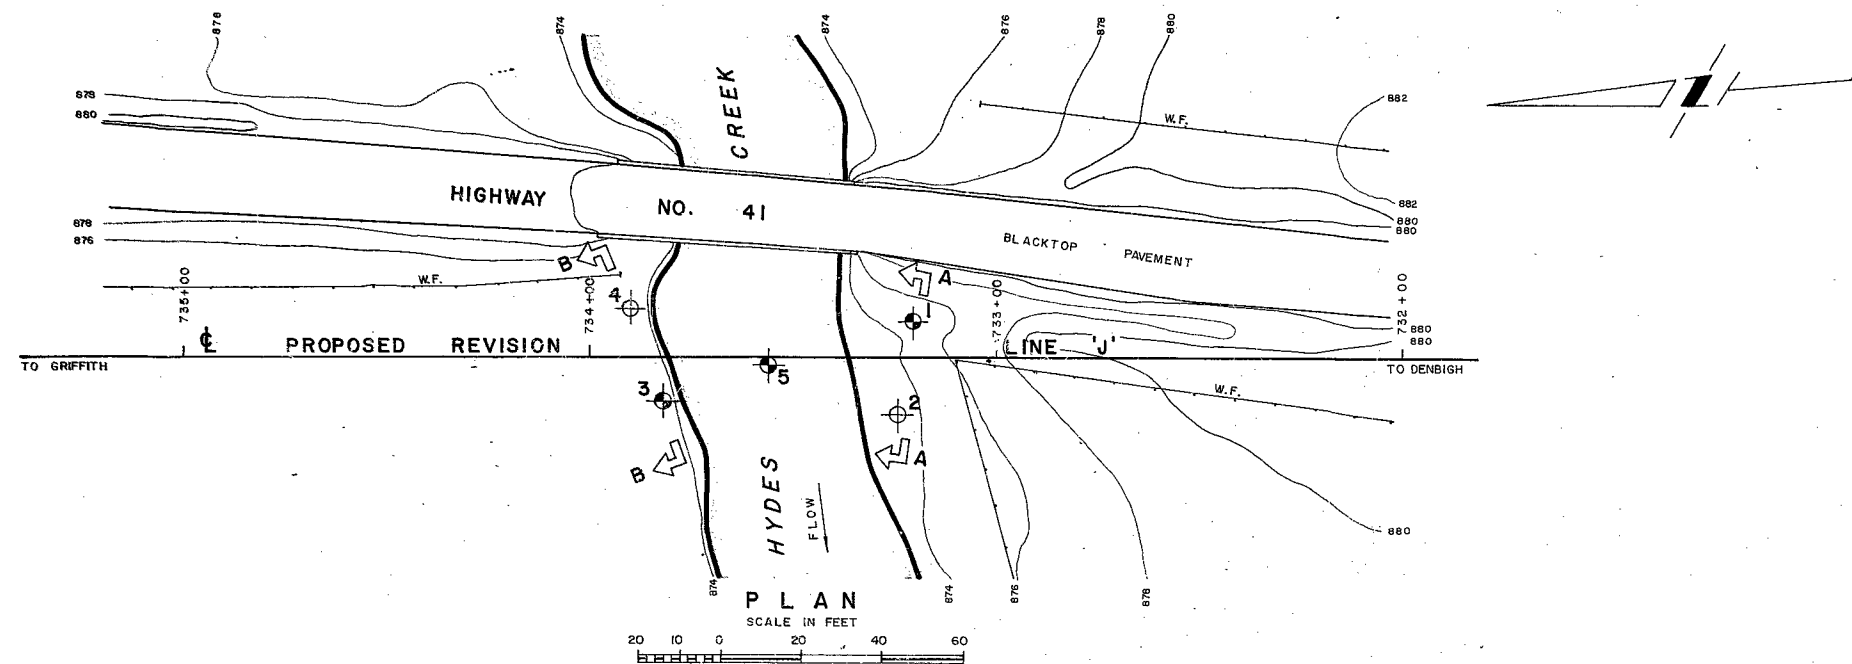 876
874
874
876
878
880
878
880
882
W.F.
CREEK
HIGHWAY NO. 41
882
880
880
878
876
BLACKTOP PAVEMENT
B
A
W.F.
735+00
734+00
733+00
732+00
4
1
880
880
℄ PROPOSED REVISION LINE 'J'
TO GRIFFITH
TO DENBIGH
5
3
2
W.F.
B
A
HYDES
FLOW
880
874
874
876
878
PLAN
SCALE IN FEET
20 10 0 20 40 60